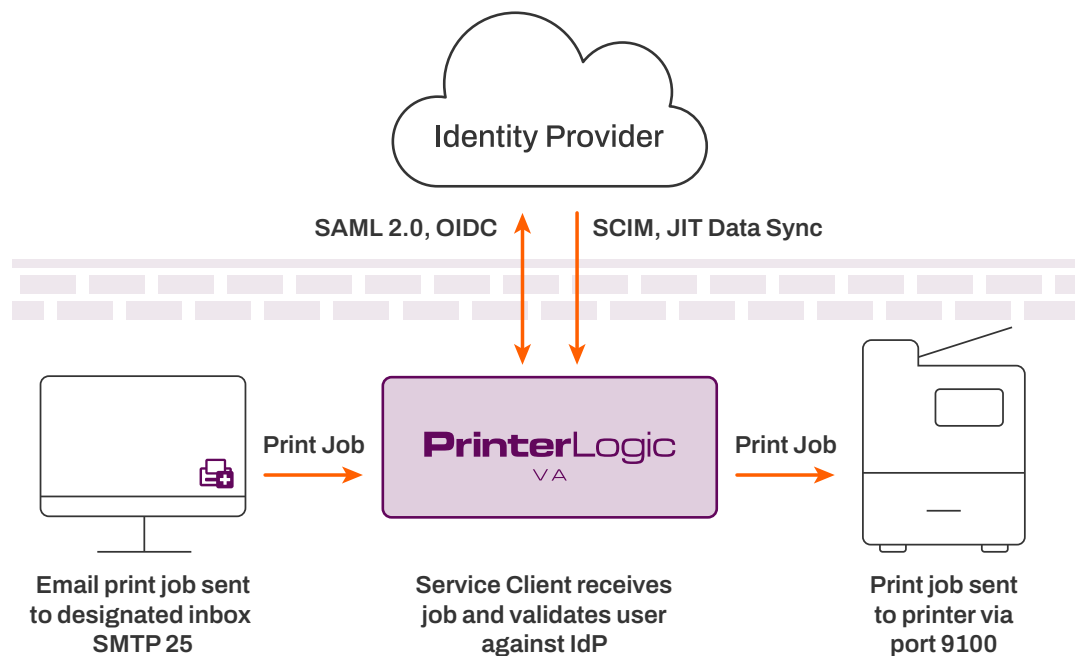 Identity Provider
SAML 2.0, OIDC
SCIM, JIT Data Sync
Print Job
PrinterLogic
VA
Print Job
Email print job sent
to designated inbox
SMTP 25
Service Client receives
job and validates user
against IdP
Print job sent
to printer via
port 9100